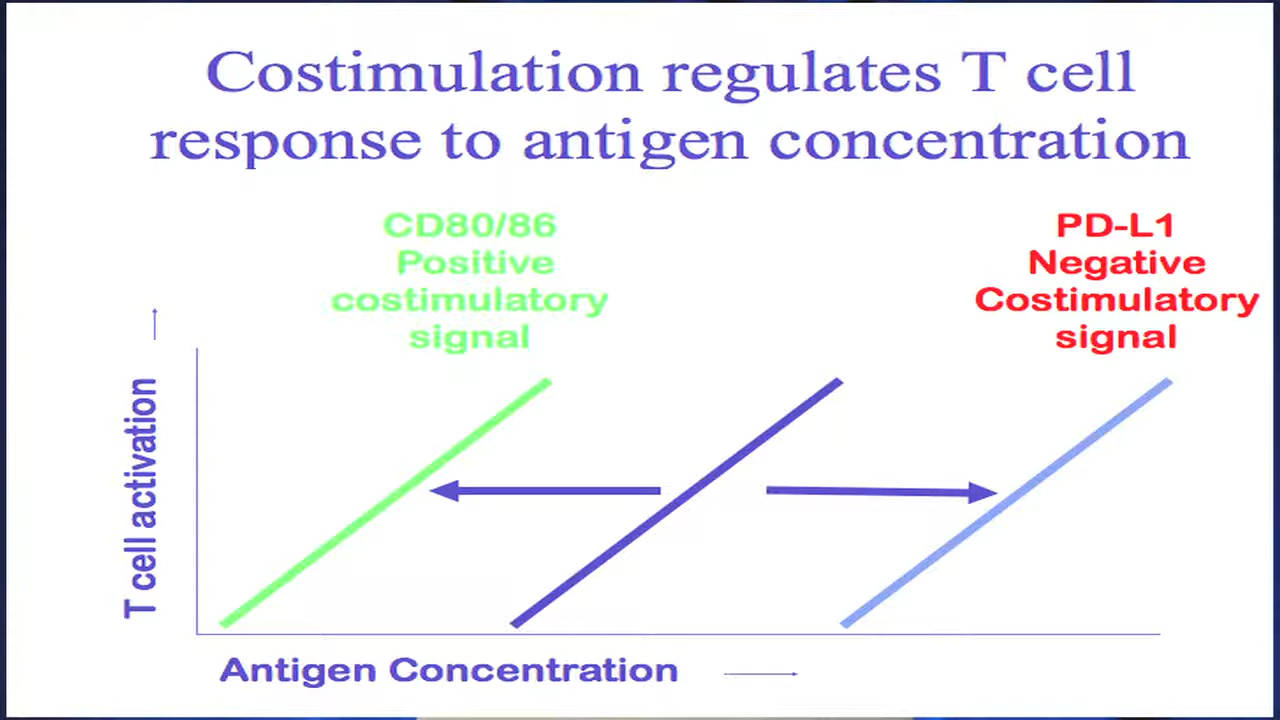 Costimulation regulates T cell
response to antigen concentration
CD80/86
Positive
costimulatory
signal
PD-L1
Negative
Costimulatory
signal
T cell activation
Antigen Concentration